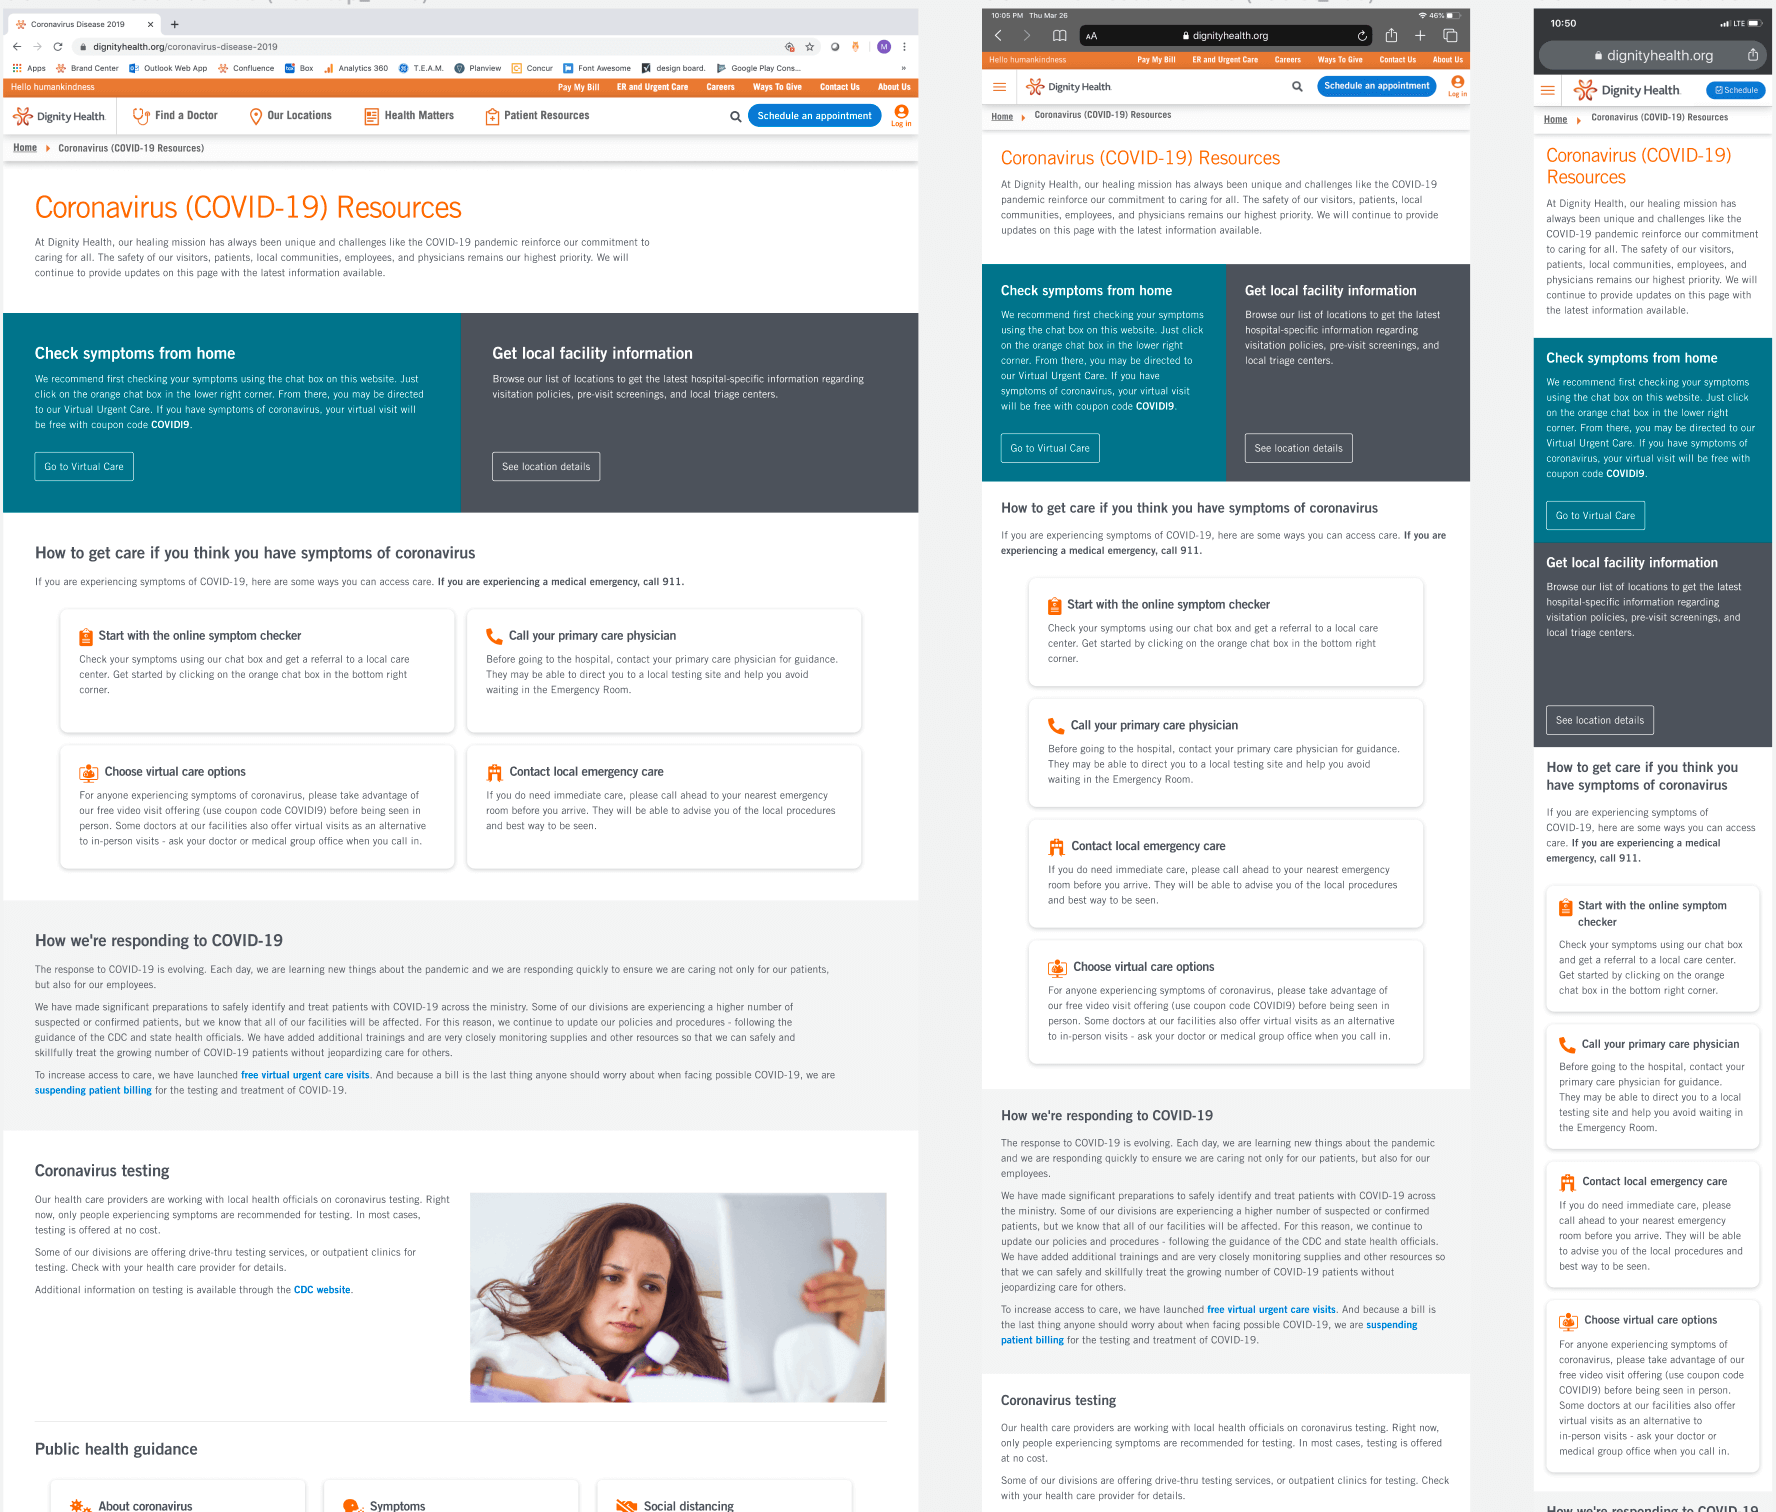 Coronavirus Disease 2019
dignityhealth.org/coronavirus-disease-2019
M
Apps Brand Center Outlook Web App Confluence Box Analytics 360 T.E.A.M. Planview Concur Font Awesome design board. Google Play Cons...
Hello humankindness Pay My Bill ER and Urgent Care Careers Ways To Give Contact Us About Us
Dignity Health Find a Doctor Our Locations Health Matters Patient Resources Schedule an appointment Log in
Home Coronavirus (COVID-19 Resources)
Coronavirus (COVID-19) Resources
At Dignity Health, our healing mission has always been unique and challenges like the COVID-19 pandemic reinforce our commitment to
caring for all. The safety of our visitors, patients, local communities, employees, and physicians remains our highest priority. We will
continue to provide updates on this page with the latest information available.
Check symptoms from home
We recommend first checking your symptoms using the chat box on this website. Just
click on the orange chat box in the lower right corner. From there, you may be directed
to our Virtual Urgent Care. If you have symptoms of coronavirus, your virtual visit will
be free with coupon code COVID19.
Go to Virtual Care
Get local facility information
Browse our list of locations to get the latest hospital-specific information regarding
visitation policies, pre-visit screenings, and local triage centers.
See location details
How to get care if you think you have symptoms of coronavirus
If you are experiencing symptoms of COVID-19, here are some ways you can access care. If you are experiencing a medical emergency, call 911.
Start with the online symptom checker
Check your symptoms using our chat box and get a referral to a local care
center. Get started by clicking on the orange chat box in the bottom right
corner.
Call your primary care physician
Before going to the hospital, contact your primary care physician for guidance.
They may be able to direct you to a local testing site and help you avoid
waiting in the Emergency Room.
Choose virtual care options
For anyone experiencing symptoms of coronavirus, please take advantage of
our free video visit offering (use coupon code COVID19) before being seen in
person. Some doctors at our facilities also offer virtual visits as an alternative
to in-person visits - ask your doctor or medical group office when you call in.
Contact local emergency care
If you do need immediate care, please call ahead to your nearest emergency
room before you arrive. They will be able to advise you of the local procedures
and best way to be seen.
How we're responding to COVID-19
The response to COVID-19 is evolving. Each day, we are learning new things about the pandemic and we are responding quickly to ensure we are caring not only for our patients,
but also for our employees.
We have made significant preparations to safely identify and treat patients with COVID-19 across the ministry. Some of our divisions are experiencing a higher number of
suspected or confirmed patients, but we know that all of our facilities will be affected. For this reason, we continue to update our policies and procedures - following the
guidance of the CDC and state health officials. We have added additional trainings and are very closely monitoring supplies and other resources so that we can safely and
skillfully treat the growing number of COVID-19 patients without jeopardizing care for others.
To increase access to care, we have launched free virtual urgent care visits. And because a bill is the last thing anyone should worry about when facing possible COVID-19, we are
suspending patient billing for the testing and treatment of COVID-19.
Coronavirus testing
Our health care providers are working with local health officials on coronavirus testing. Right
now, only people experiencing symptoms are recommended for testing. In most cases,
testing is offered at no cost.
Some of our divisions are offering drive-thru testing services, or outpatient clinics for
testing. Check with your health care provider for details.
Additional information on testing is available through the CDC website.
Public health guidance
About coronavirus
Symptoms
Social distancing
10:05 PM Thu Mar 26 46%
AA dignityhealth.org
Hello humankindness Pay My Bill ER and Urgent Care Careers Ways To Give Contact Us About Us
Dignity Health Schedule an appointment Log in
Home Coronavirus (COVID-19) Resources)
Coronavirus (COVID-19) Resources
At Dignity Health, our healing mission has always been unique and challenges like the COVID-19
pandemic reinforce our commitment to caring for all. The safety of our visitors, patients, local
communities, employees, and physicians remains our highest priority. We will continue to provide
updates on this page with the latest information available.
Check symptoms from home
We recommend first checking your symptoms
using the chat box on this website. Just click
on the orange chat box in the lower right
corner. From there, you may be directed to
our Virtual Urgent Care. If you have
symptoms of coronavirus, your virtual visit
will be free with coupon code COVID19.
Go to Virtual Care
Get local facility information
Browse our list of locations to get the latest
hospital-specific information regarding
visitation policies, pre-visit screenings, and
local triage centers.
See location details
How to get care if you think you have symptoms of coronavirus
If you are experiencing symptoms of COVID-19, here are some ways you can access care. If you are
experiencing a medical emergency, call 911.
Start with the online symptom checker
Check your symptoms using our chat box and get a referral to a local care
center. Get started by clicking on the orange chat box in the bottom right
corner.
Call your primary care physician
Before going to the hospital, contact your primary care physician for guidance.
They may be able to direct you to a local testing site and help you avoid
waiting in the Emergency Room.
Contact local emergency care
If you do need immediate care, please call ahead to your nearest emergency
room before you arrive. They will be able to advise you of the local procedures
and best way to be seen.
Choose virtual care options
For anyone experiencing symptoms of coronavirus, please take advantage of
our free video visit offering (use coupon code COVID19) before being seen in
person. Some doctors at our facilities also offer virtual visits as an alternative
to in-person visits - ask your doctor or medical group office when you call in.
How we're responding to COVID-19
The response to COVID-19 is evolving. Each day, we are learning new things about the pandemic
and we are responding quickly to ensure we are caring not only for our patients, but also for our
employees.
We have made significant preparations to safely identify and treat patients with COVID-19 across
the ministry. Some of our divisions are experiencing a higher number of suspected or confirmed
patients, but we know that all of our facilities will be affected. For this reason, we continue to
update our policies and procedures - following the guidance of the CDC and state health officials.
We have added additional trainings and are very closely monitoring supplies and other resources so
that we can safely and skillfully treat the growing number of COVID-19 patients without
jeopardizing care for others.
To increase access to care, we have launched free virtual urgent care visits. And because a bill is
the last thing anyone should worry about when facing possible COVID-19, we are suspending
patient billing for the testing and treatment of COVID-19.
Coronavirus testing
Our health care providers are working with local health officials on coronavirus testing. Right now,
only people experiencing symptoms are recommended for testing. In most cases, testing is offered
at no cost.
Some of our divisions are offering drive-thru testing services, or outpatient clinics for testing. Check
with your health care provider for details.
10:50 LTE
dignityhealth.org
Dignity Health Schedule
Home Coronavirus (COVID-19) Resources)
Coronavirus (COVID-19)
Resources
At Dignity Health, our healing mission has
always been unique and challenges like the
COVID-19 pandemic reinforce our commitment
to caring for all. The safety of our visitors,
patients, local communities, employees, and
physicians remains our highest priority. We will
continue to provide updates on this page with
the latest information available.
Check symptoms from home
We recommend first checking your symptoms
using the chat box on this website. Just click
on the orange chat box in the lower right
corner. From there, you may be directed to our
Virtual Urgent Care. If you have symptoms of
coronavirus, your virtual visit will be free with
coupon code COVID19.
Go to Virtual Care
Get local facility information
Browse our list of locations to get the latest
hospital-specific information regarding
visitation policies, pre-visit screenings, and
local triage centers.
See location details
How to get care if you think you
have symptoms of coronavirus
If you are experiencing symptoms of
COVID-19, here are some ways you can access
care. If you are experiencing a medical
emergency, call 911.
Start with the online symptom
checker
Check your symptoms using our chat box
and get a referral to a local care center.
Get started by clicking on the orange
chat box in the bottom right corner.
Call your primary care physician
Before going to the hospital, contact your
primary care physician for guidance.
They may be able to direct you to a local
testing site and help you avoid waiting in
the Emergency Room.
Contact local emergency care
If you do need immediate care, please
call ahead to your nearest emergency
room before you arrive. They will be able
to advise you of the local procedures and
best way to be seen.
Choose virtual care options
For anyone experiencing symptoms of
coronavirus, please take advantage of our
free video visit offering (use coupon code
COVID19) before being seen in person.
Some doctors at our facilities also offer
virtual visits as an alternative to
in-person visits - ask your doctor or
medical group office when you call in.
How we're responding to COVID-19